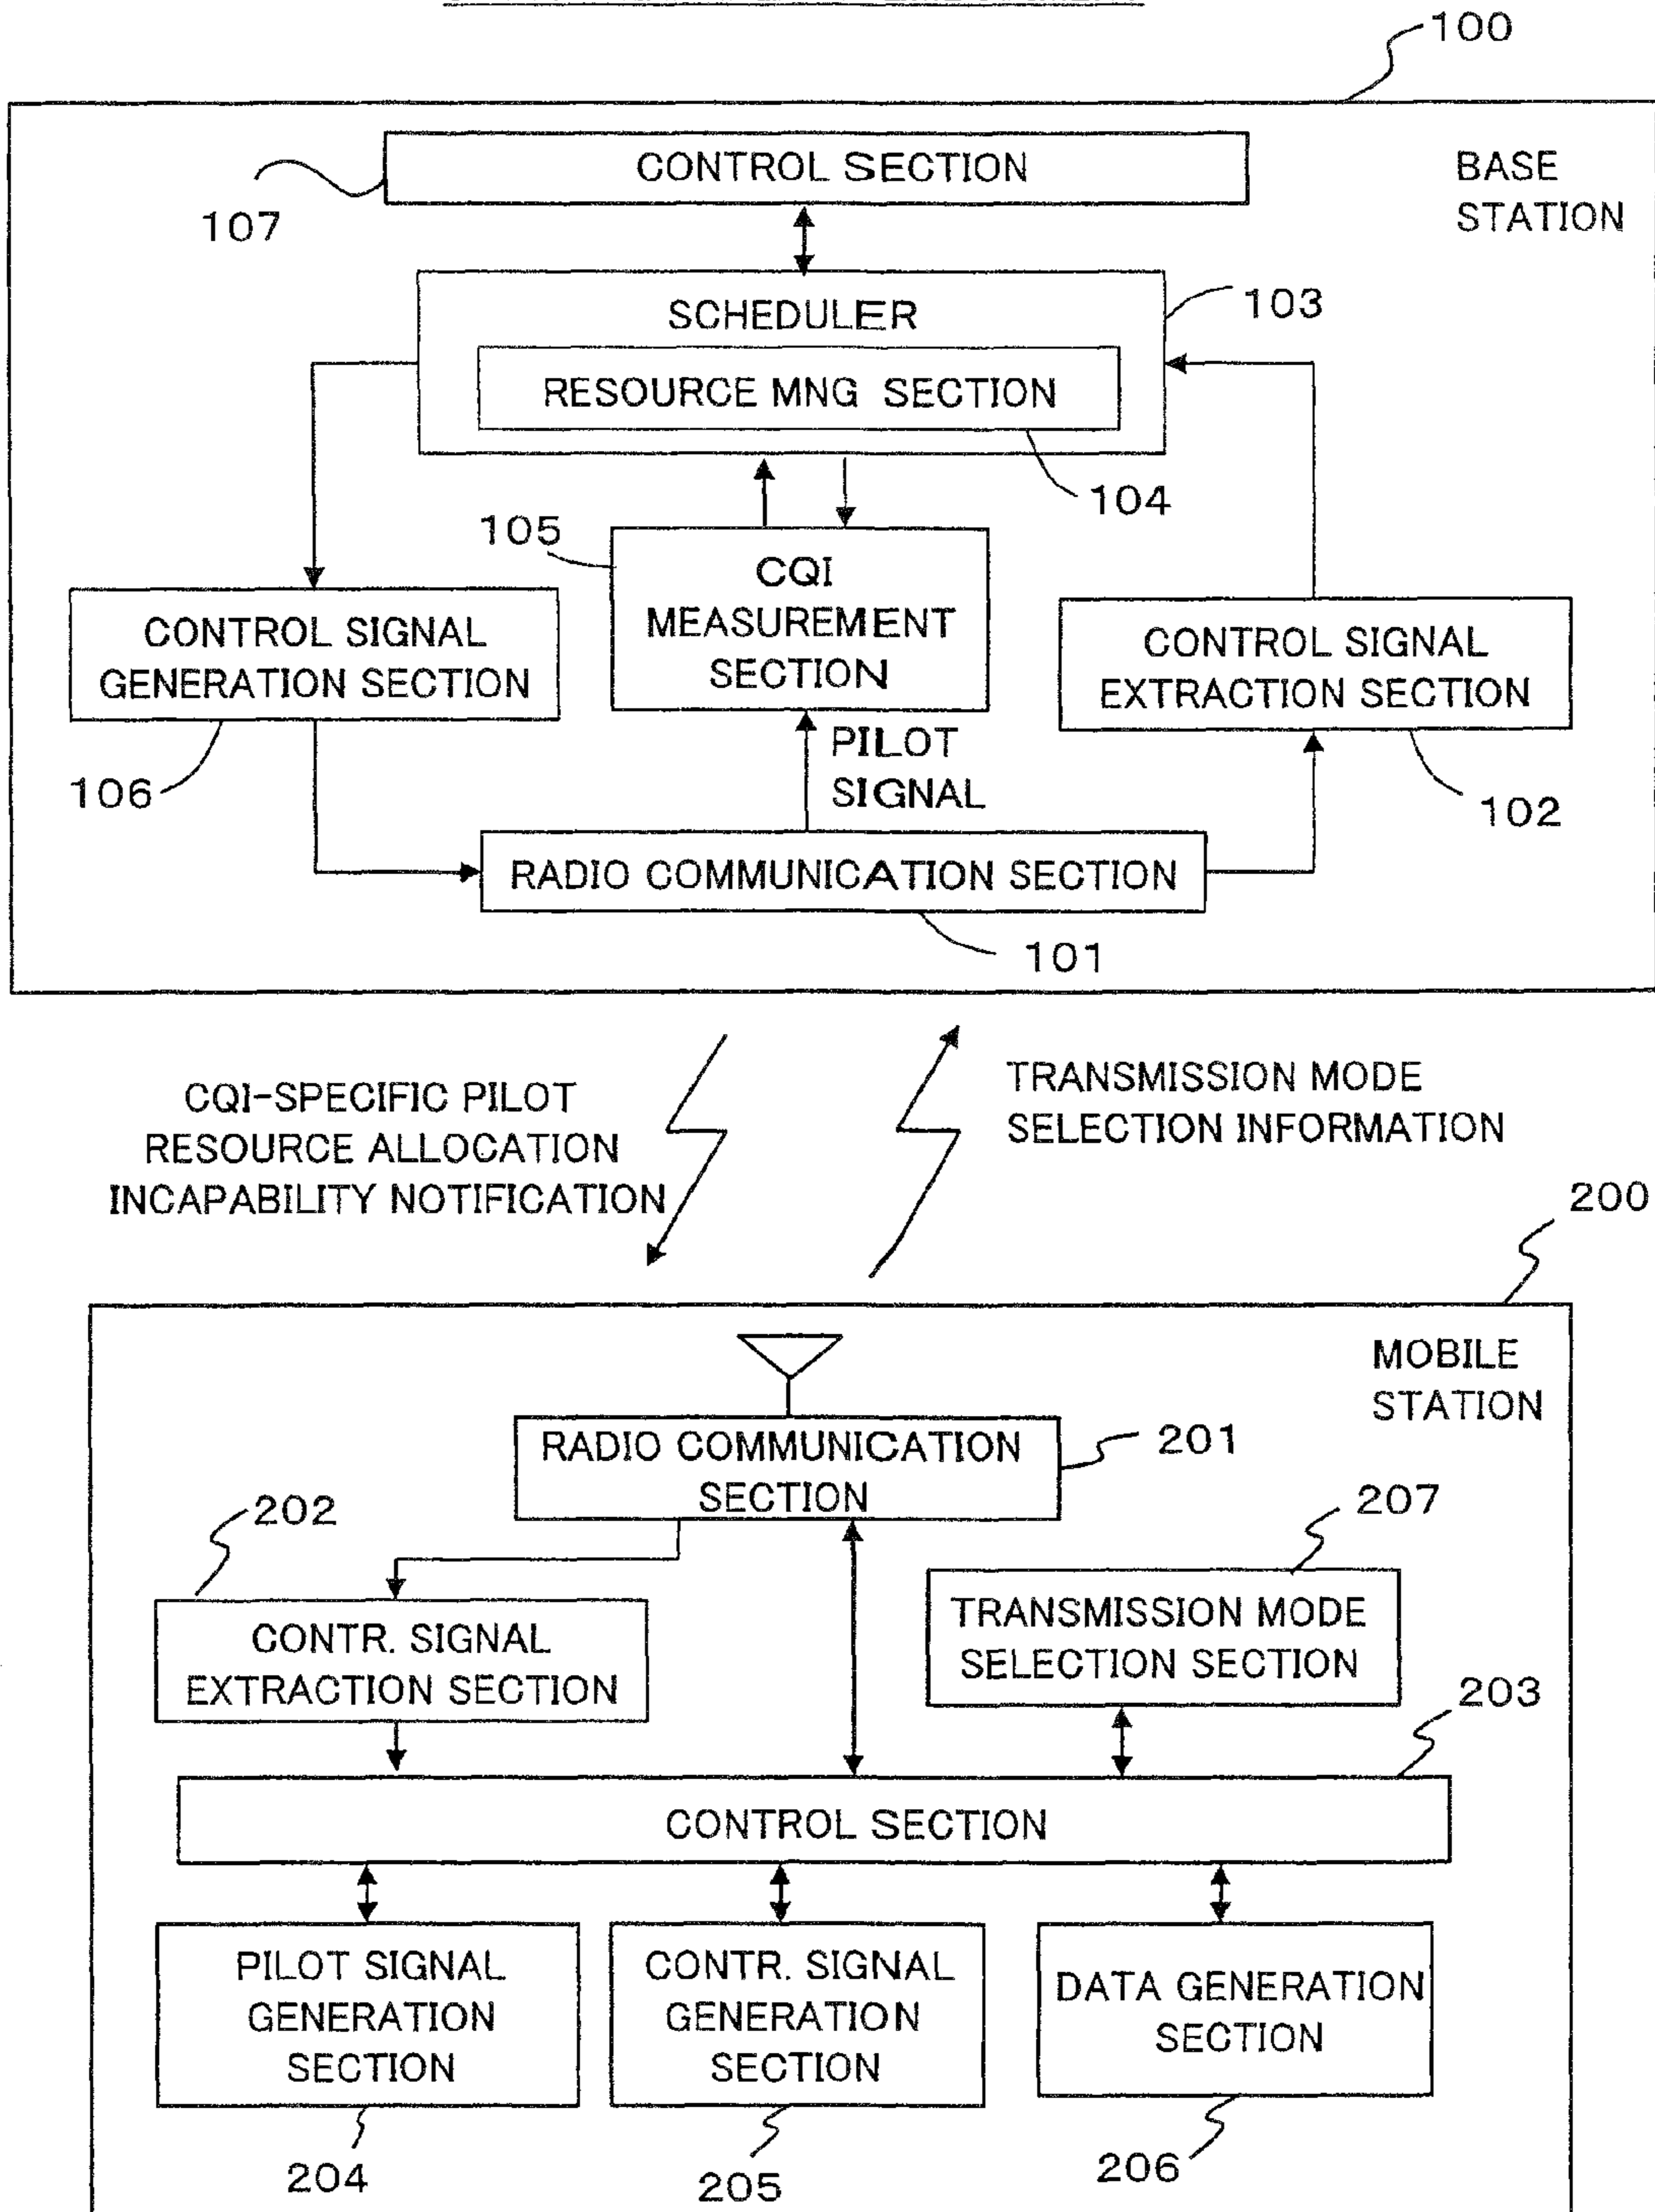 100
CONTROL SECTION
BASE
STATION
107
SCHEDULER
103
RESOURCE MNG SECTION
104
105
CQI
MEASUREMENT
SECTION
CONTROL SIGNAL
GENERATION SECTION
CONTROL SIGNAL
EXTRACTION SECTION
PILOT
SIGNAL
106
102
RADIO COMMUNICATION SECTION
101
CQI-SPECIFIC PILOT
RESOURCE ALLOCATION
INCAPABILITY NOTIFICATION
TRANSMISSION MODE
SELECTION INFORMATION
200
MOBILE
STATION
RADIO COMMUNICATION
SECTION
201
202
207
CONTR. SIGNAL
EXTRACTION SECTION
TRANSMISSION MODE
SELECTION SECTION
203
CONTROL SECTION
PILOT SIGNAL
GENERATION
SECTION
CONTR. SIGNAL
GENERATION
SECTION
DATA GENERATION
SECTION
204
205
206